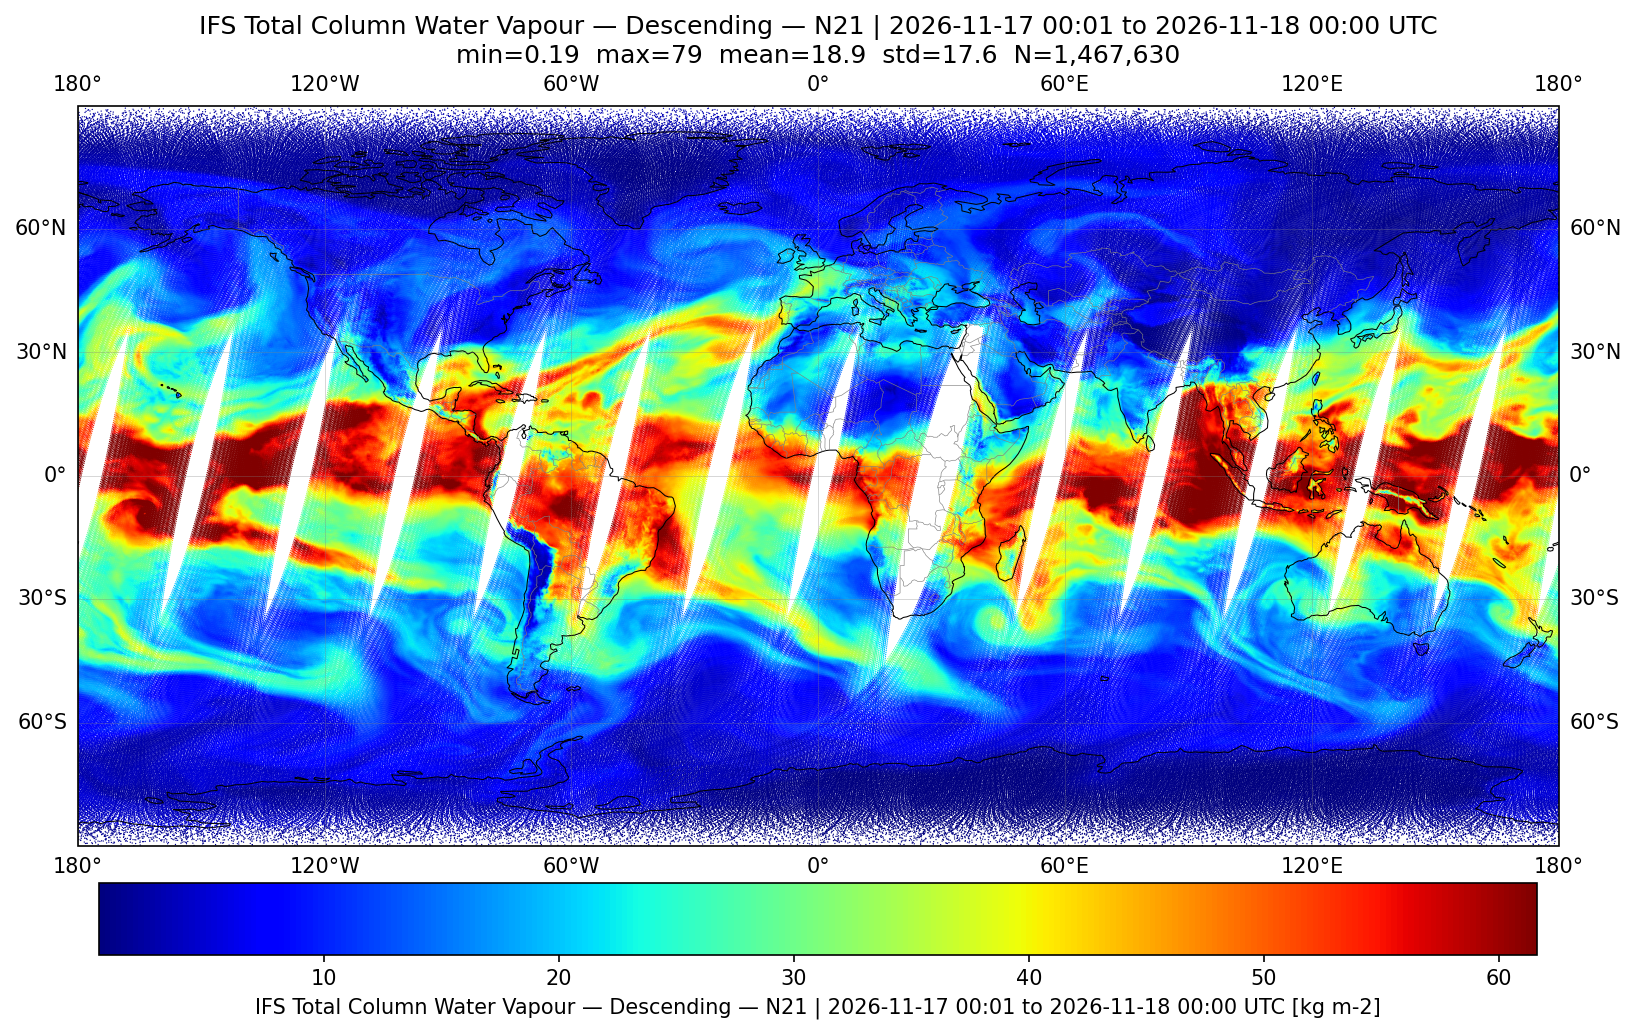 IFS Total Column Water Vapour — Descending — N21 | 2026-11-17 00:01 to 2026-11-18 00:00 UTC
min=0.19  max=79  mean=18.9  std=17.6  N=1,467,630
180° 120°W 60°W 0° 60°E 120°E 180°
60°N 60°N
30°N 30°N
0° 0°
30°S 30°S
60°S 60°S
180° 120°W 60°W 0° 60°E 120°E 180°
10 20 30 40 50 60
IFS Total Column Water Vapour — Descending — N21 | 2026-11-17 00:01 to 2026-11-18 00:00 UTC [kg m-2]